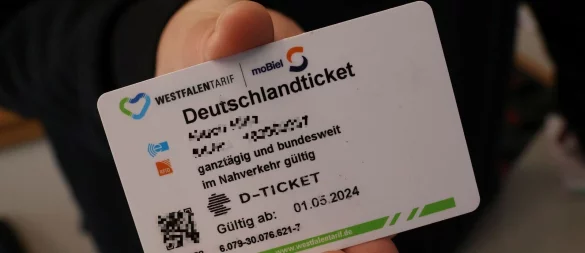 WESTFALENTARIF
moBiel
Deutschlandticket
ganztägig und bundesweit
im Nahverkehr gültig
D-TICKET
Gültig ab: 01.05.2024
6.079-30.076.621-7
www.westfalentarif.de